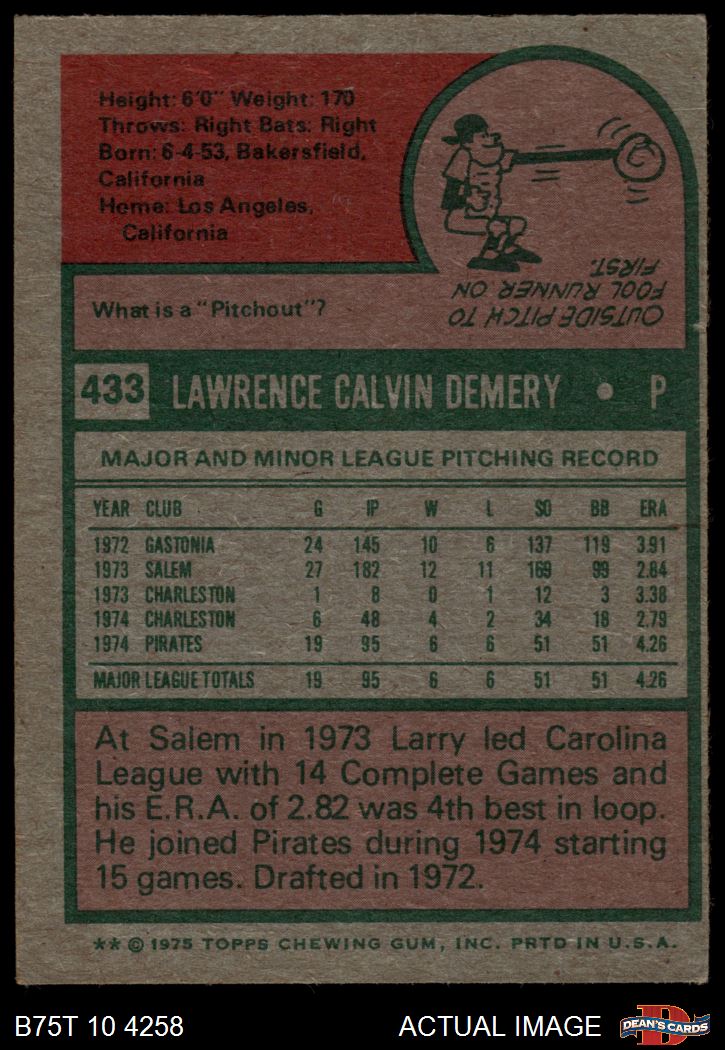 Height: 6'0" Weight: 170
Throws: Right Bats: Right
Born: 6-4-53, Bakersfield,
California
Home: Los Angeles,
California
What is a "Pitchout"?
OUTSIDE PITCH TO
FOOL RUNNER ON
FIRST.
433 LAWRENCE CALVIN DEMERY • P
MAJOR AND MINOR LEAGUE PITCHING RECORD
YEAR CLUB G IP W L SO BB ERA
1972 GASTONIA 24 145 10 6 137 119 3.91
1973 SALEM 27 182 12 11 169 99 2.84
1973 CHARLESTON 1 8 0 1 12 3 3.38
1974 CHARLESTON 6 48 4 2 34 18 2.79
1974 PIRATES 19 95 6 6 51 51 4.26
MAJOR LEAGUE TOTALS 19 95 6 6 51 51 4.26
At Salem in 1973 Larry led Carolina
League with 14 Complete Games and
his E.R.A. of 2.82 was 4th best in loop.
He joined Pirates during 1974 starting
15 games. Drafted in 1972.
** © 1975 TOPPS CHEWING GUM, INC. PRTD IN U.S.A.
B75T 10 4258 ACTUAL IMAGE DEAN'S CARDS